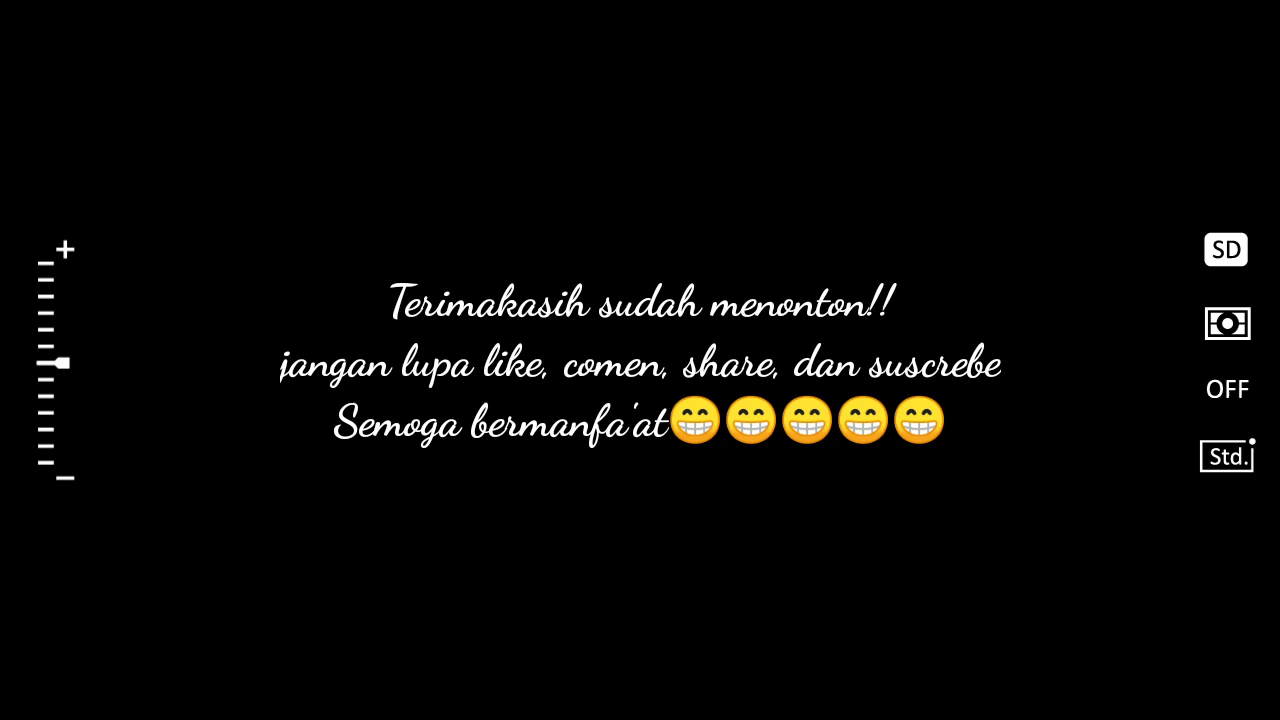 SD
Terimakasih sudah menonton!!
jangan lupa like, comen, share, dan suscrebe
OFF
Semoga bermanfa'at😁😁😁😁😁
Std.